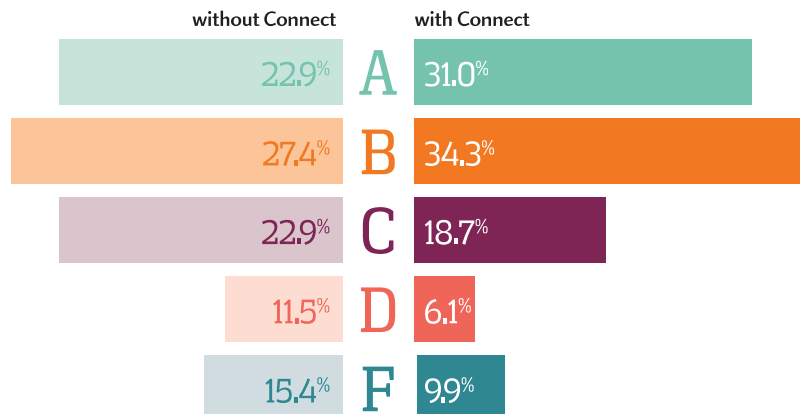 without Connect with Connect
22.9% A 31.0%
27.4% B 34.3%
22.9% C 18.7%
11.5% D 6.1%
15.4% F 9.9%